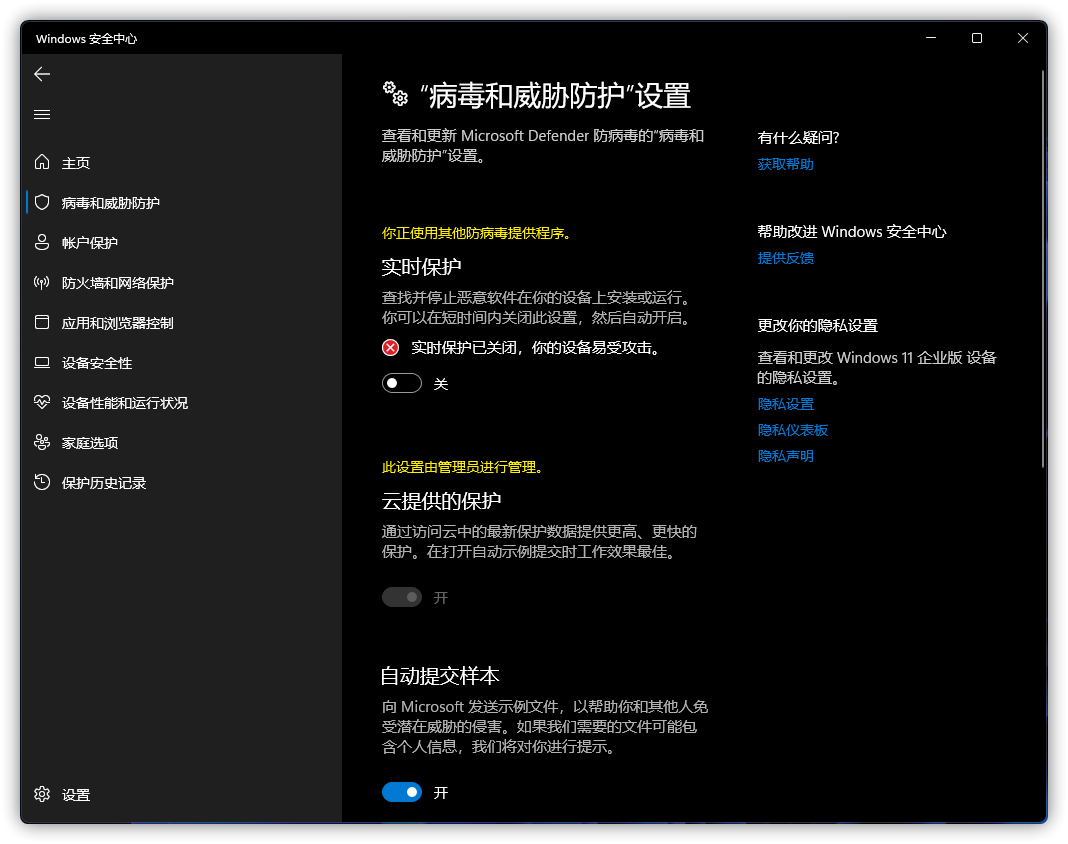 Windows 安全中心
主页
病毒和威胁防护
帐户保护
防火墙和网络保护
应用和浏览器控制
设备安全性
设备性能和运行状况
家庭选项
保护历史记录
设置
“病毒和威胁防护”设置
查看和更新 Microsoft Defender 防病毒的“病毒和
威胁防护”设置。
你正使用其他防病毒提供程序。
实时保护
查找并停止恶意软件在你的设备上安装或运行。
你可以在短时间内关闭此设置，然后自动开启。
实时保护已关闭，你的设备易受攻击。
关
此设置由管理员进行管理。
云提供的保护
通过访问云中的最新保护数据提供更高、更快的
保护。在打开自动示例提交时工作效果最佳。
开
自动提交样本
向 Microsoft 发送示例文件，以帮助你和其他人免
受潜在威胁的侵害。如果我们需要的文件可能包
含个人信息，我们将对你进行提示。
开
有什么疑问?
获取帮助
帮助改进 Windows 安全中心
提供反馈
更改你的隐私设置
查看和更改 Windows 11 企业版 设备
的隐私设置。
隐私设置
隐私仪表板
隐私声明